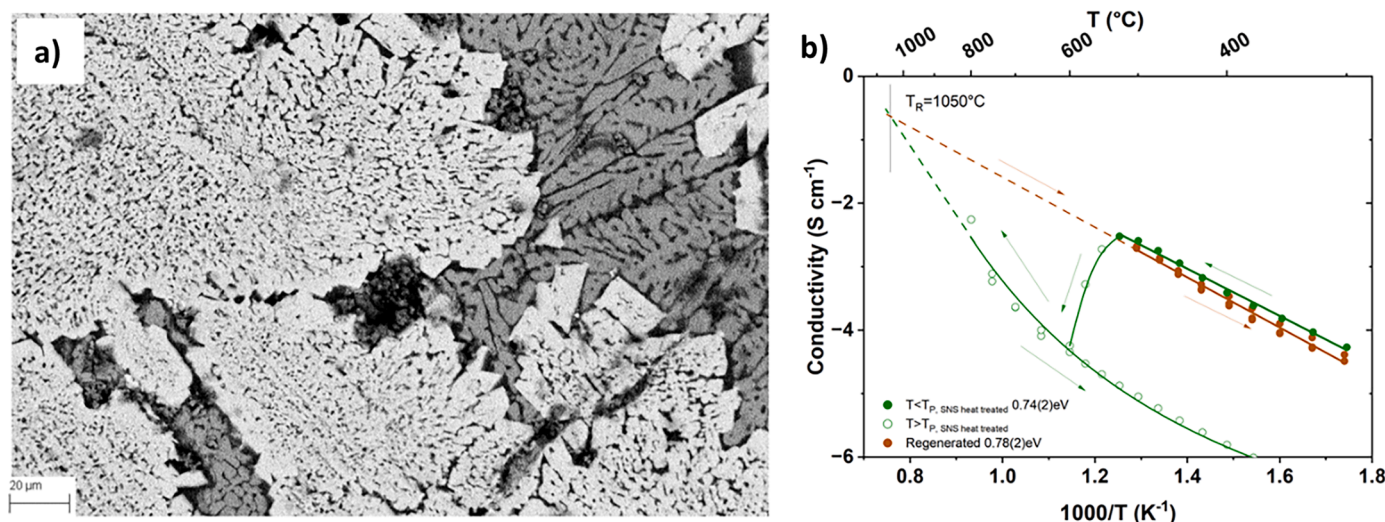 a)
20 µm
b)
T (°C)
1000 800 600 400
0
−2
−4
−6
Conductivity (S cm⁻¹)
T_R=1050°C
T<T_P, SNS heat treated 0.74(2)eV
T>T_P, SNS heat treated
Regenerated 0.78(2)eV
0.8 1.0 1.2 1.4 1.6 1.8
1000/T (K⁻¹)